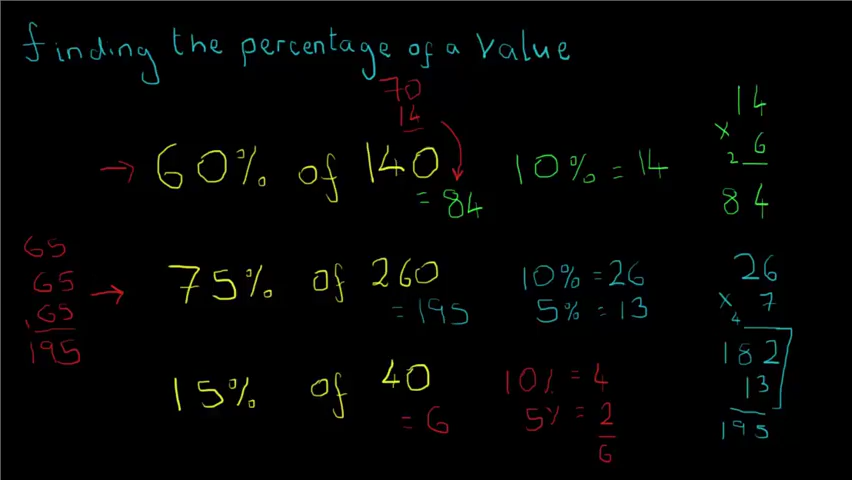 finding the percentage of a value
70
14
→ 60% of 140 = 84
10% = 14
14
× 6
2
84
65
65
65
195
→ 75% of 260 = 195
10% = 26
5% = 13
26
× 7
4
182
13
195
15% of 40 = 6
10% = 4
5% = 2
6